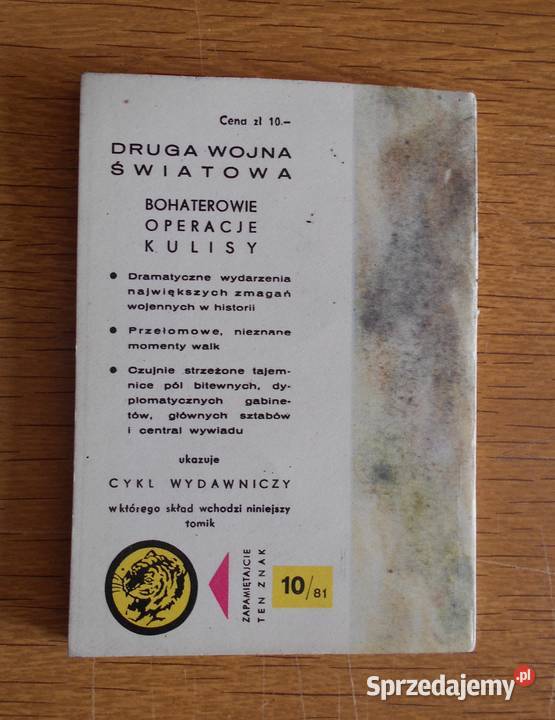 Cena zł 10.–
DRUGA WOJNA
ŚWIATOWA
BOHATEROWIE
OPERACJE
KULISY
● Dramatyczne wydarzenia
największych zmagań
wojennych w historii
● Przełomowe, nieznane
momenty walk
● Czujnie strzeżone tajem-
nice pól bitewnych, dy-
plomatycznych gabine-
tów, głównych sztabów
i central wywiadu
ukazuje
CYKL WYDAWNICZY
w którego skład wchodzi niniejszy
tomik
ZAPAMIĘTAJCIE
TEN ZNAK
10/81
Sprzedajemy.pl